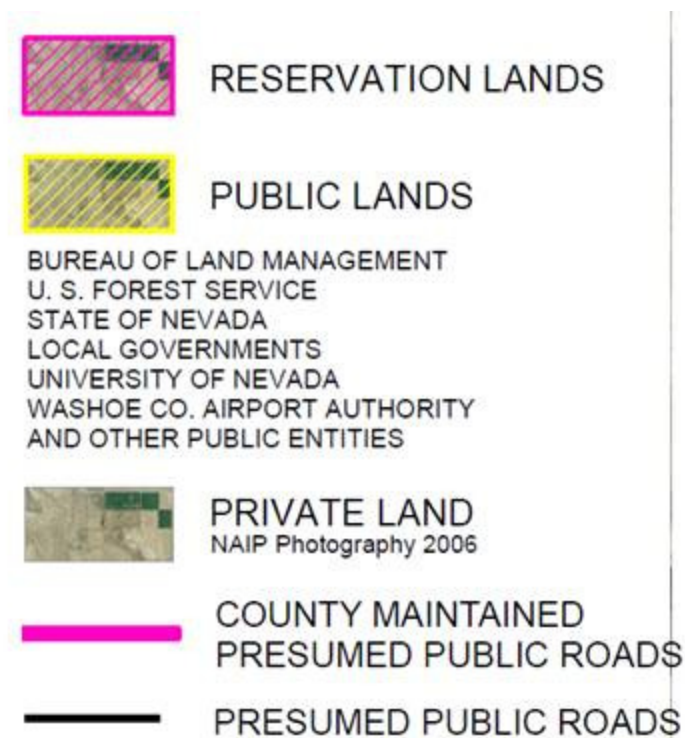 RESERVATION LANDS
PUBLIC LANDS
BUREAU OF LAND MANAGEMENT
U. S. FOREST SERVICE
STATE OF NEVADA
LOCAL GOVERNMENTS
UNIVERSITY OF NEVADA
WASHOE CO. AIRPORT AUTHORITY
AND OTHER PUBLIC ENTITIES
PRIVATE LAND
NAIP Photography 2006
COUNTY MAINTAINED
PRESUMED PUBLIC ROADS
PRESUMED PUBLIC ROADS